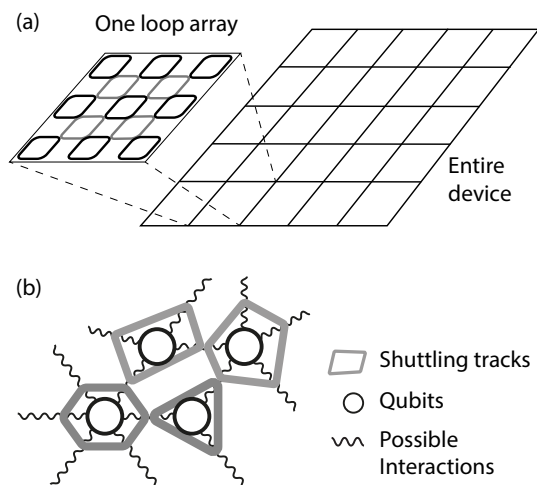 (a)
One loop array
Entire
device
(b)
Shuttling tracks
Qubits
Possible
Interactions